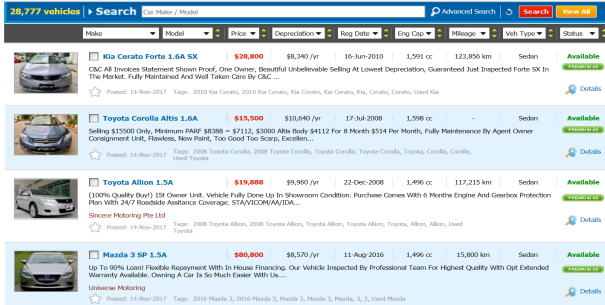 28,777 vehicles Search Car Make / Model Advanced Search Search View All
Make Model Price Depreciation Reg Date Eng Cap Mileage Veh Type Status
Kia Cerato Forte 1.6A SX $28,800 $8,340 /yr 16-Jun-2010 1,591 cc 123,856 km Sedan Available
C&C All Invoices Statement Shown Proof, One Owner, Beautiful Unbelievable Selling At Lowest Depreciation, Guaranteed Just Inspected Forte SX In
PREMIUM AD
The Market. Fully Maintained And Well Taken Care By C&C ...
Posted: 14-Nov-2017 Tags: 2010 Kia Cerato Forte, 2010 Kia Cerato, Kia Cerato Forte, Kia Cerato, Kia, Cerato, Cerato, Used Kia
Details
Toyota Corolla Altis 1.6A $15,500 $10,640 /yr 17-Jul-2008 1,598 cc - Sedan Available
Selling $15500 Only, Minimum PARF $8388 = $7112, $3000 Altis Body $4112 For 8 Month $514 Per Month, Fully Maintenance By Agent Owner
PREMIUM AD
Consignment Unit, Flawless, New Paint, Too Good Too Scarp, Excellen...
Posted: 14-Nov-2017 Tags: 2008 Toyota Corolla, 2008 Toyota Corolla, Toyota Corolla, Toyota Corolla, Toyota, Corolla, Corolla,
Used Toyota
Details
Toyota Allion 1.5A $19,888 $9,960 /yr 22-Dec-2008 1,496 cc 117,215 km Sedan Available
(100% Quality buy!) 1St Owner Unit. Vehicle Fully Done Up In Showroom Condition. Purchase Comes With 6 Months Engine And Gearbox Protection
PREMIUM AD
Plan With 24/7 Roadside Assitance Coverage. STA/VICOM/AA/IDA...
Sincere Motoring Pte Ltd
Posted: 14-Nov-2017 Tags: 2008 Toyota Allion, 2008 Toyota Allion, Toyota Allion, Toyota Allion, Toyota, Allion, Allion, Used
Toyota
Details
Mazda 3 SP 1.5A $80,800 $8,570 /yr 11-Aug-2016 1,496 cc 15,800 km Sedan Available
Up To 90% Loan! Flexible Repayment With In House Financing. Our Vehicle Inspected By Professional Team For Highest Quality With Opt Extended
PREMIUM AD
Warranty Available. Owning A Car Is So Much Easier With Us....
Universe Motoring
Posted: 14-Nov-2017 Tags: 2016 Mazda 3, 2016 Mazda 3, Mazda 3, Mazda 3, Mazda, 3, 3, Used Mazda
Details